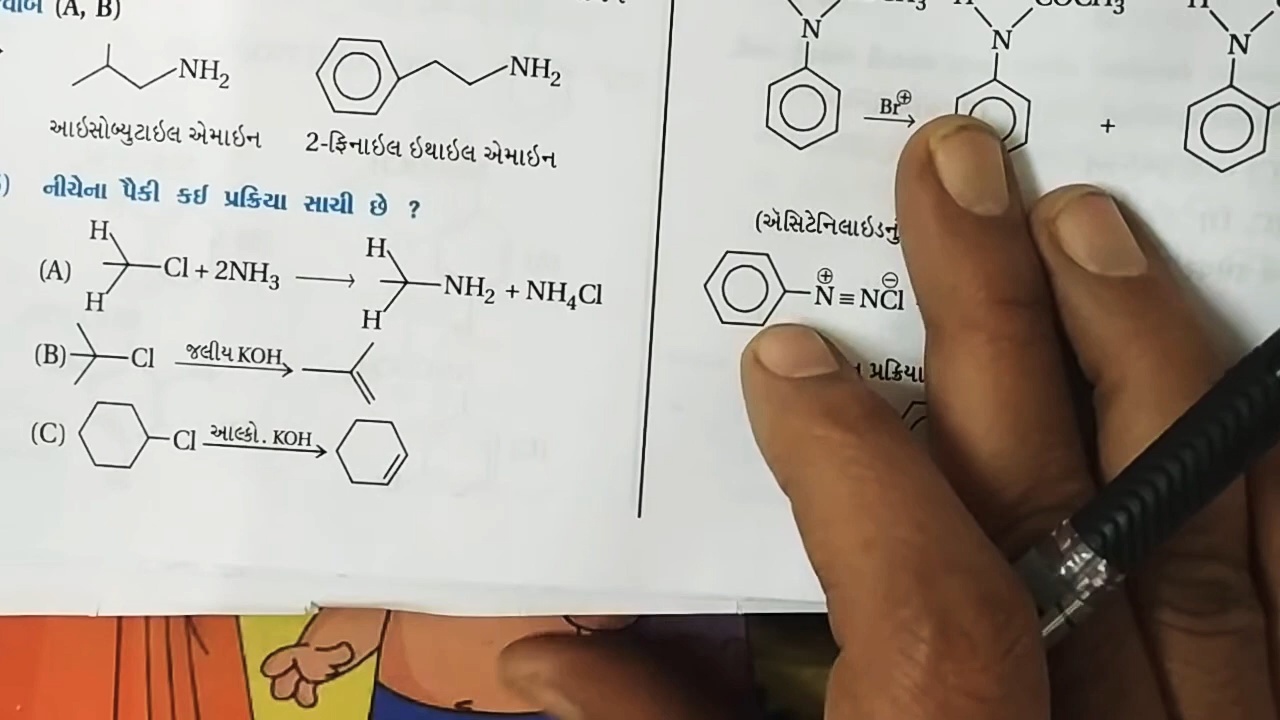 (A, B)
NH2
NH2
આઇસોબ્યુટાઇલ એમાઇન 2-ફિનાઇલ ઇથાઇલ એમાઇન
નીચેના પૈકી કઈ પ્રક્રિયા સાચી છે ?
(A) H H Cl + 2NH3 ⟶ H H NH2 + NH4Cl
(B) Cl જલીય KOH
(C) Cl આલ્કો. KOH
N
N
N
Br⊕
+
(ઍસિટેનિલાઇડનું
N⊕ ≡ NCl⊖
પ્રક્રિયા